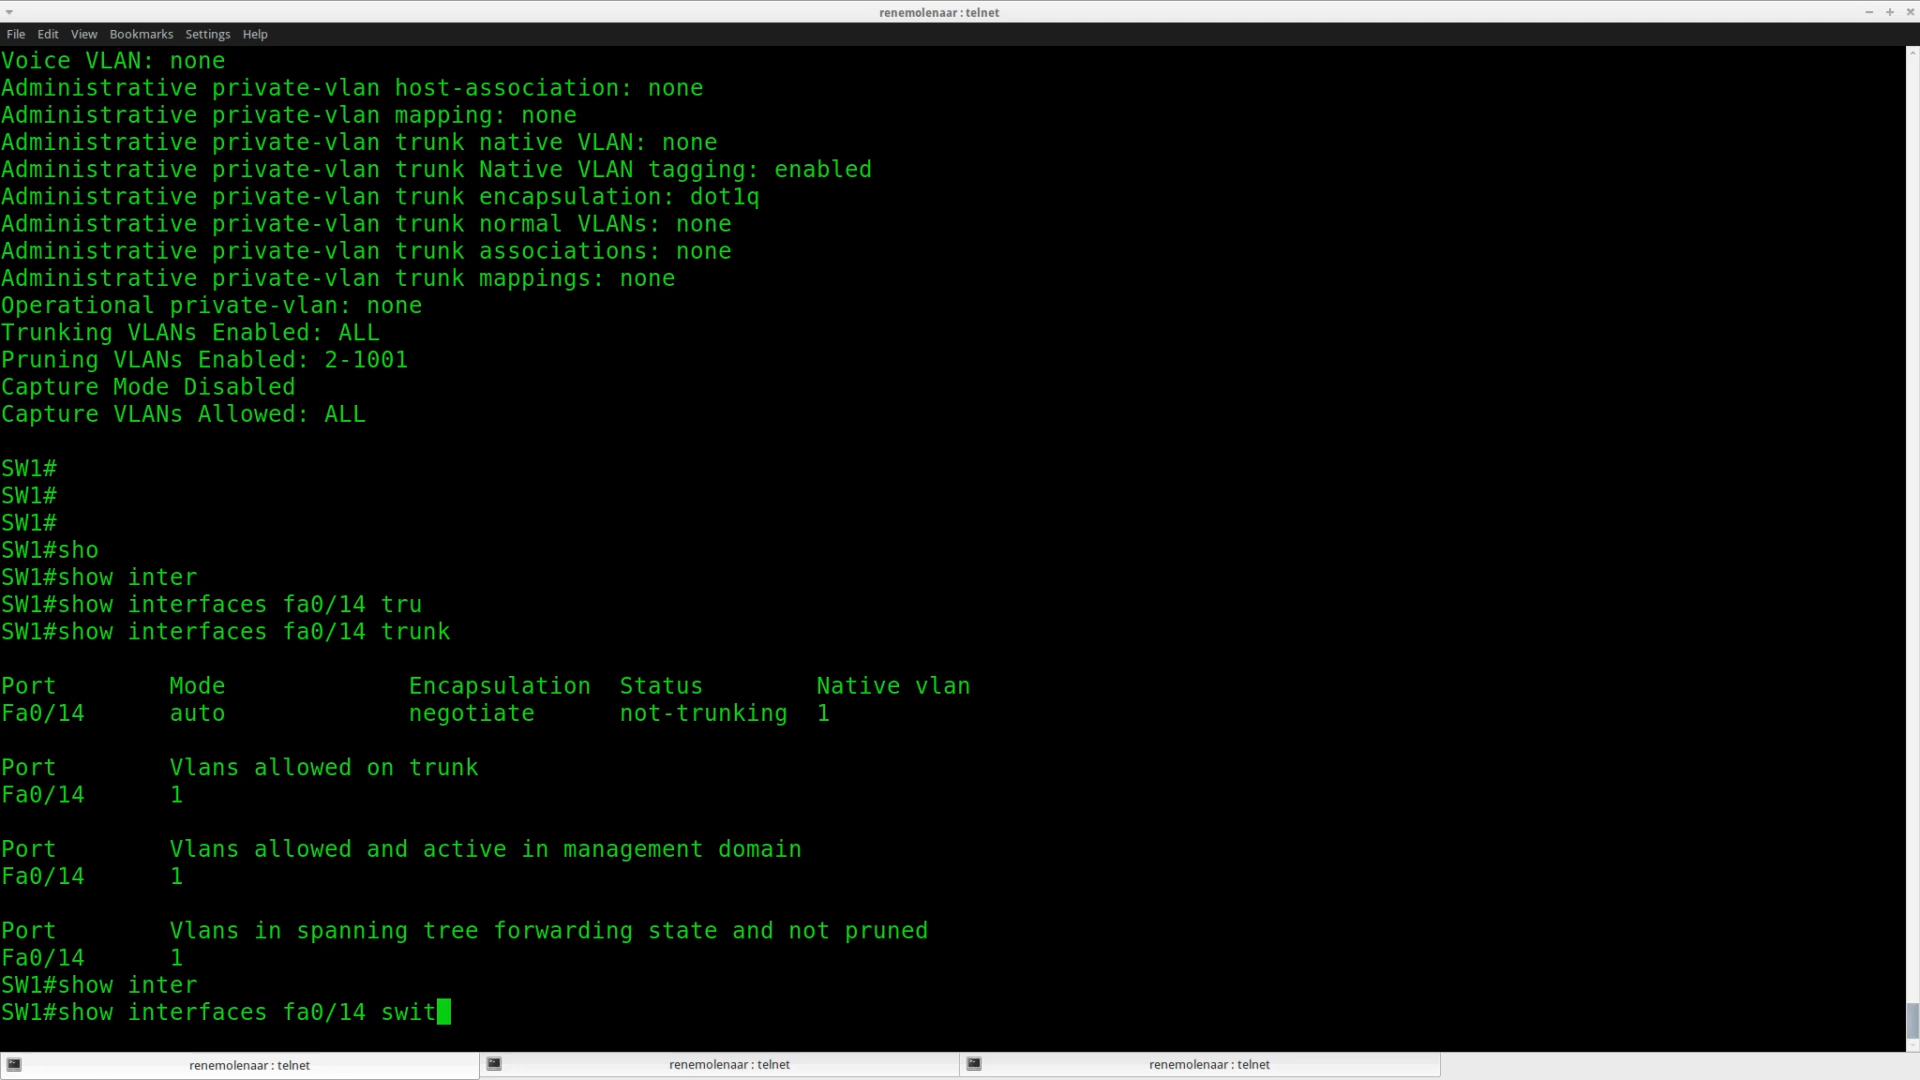 renemolenaar : telnet
File Edit View Bookmarks Settings Help
Voice VLAN: none
Administrative private-vlan host-association: none
Administrative private-vlan mapping: none
Administrative private-vlan trunk native VLAN: none
Administrative private-vlan trunk Native VLAN tagging: enabled
Administrative private-vlan trunk encapsulation: dot1q
Administrative private-vlan trunk normal VLANs: none
Administrative private-vlan trunk associations: none
Administrative private-vlan trunk mappings: none
Operational private-vlan: none
Trunking VLANs Enabled: ALL
Pruning VLANs Enabled: 2-1001
Capture Mode Disabled
Capture VLANs Allowed: ALL
SW1#
SW1#
SW1#
SW1#sho
SW1#show inter
SW1#show interfaces fa0/14 tru
SW1#show interfaces fa0/14 trunk
Port        Mode             Encapsulation  Status        Native vlan
Fa0/14      auto             negotiate      not-trunking  1
Port        Vlans allowed on trunk
Fa0/14      1
Port        Vlans allowed and active in management domain
Fa0/14      1
Port        Vlans in spanning tree forwarding state and not pruned
Fa0/14      1
SW1#show inter
SW1#show interfaces fa0/14 swit
renemolenaar : telnet renemolenaar : telnet renemolenaar : telnet